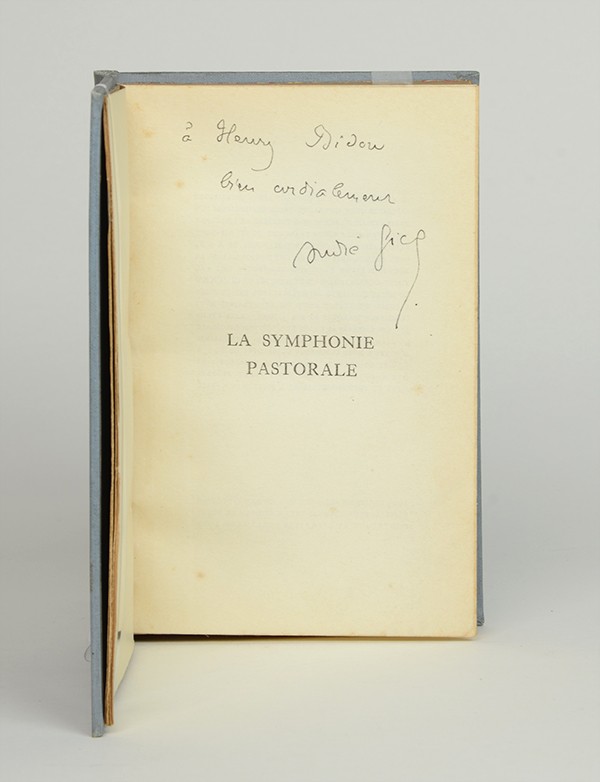 à Henry Bidou
bien cordialement
André Gide
LA SYMPHONIE
PASTORALE